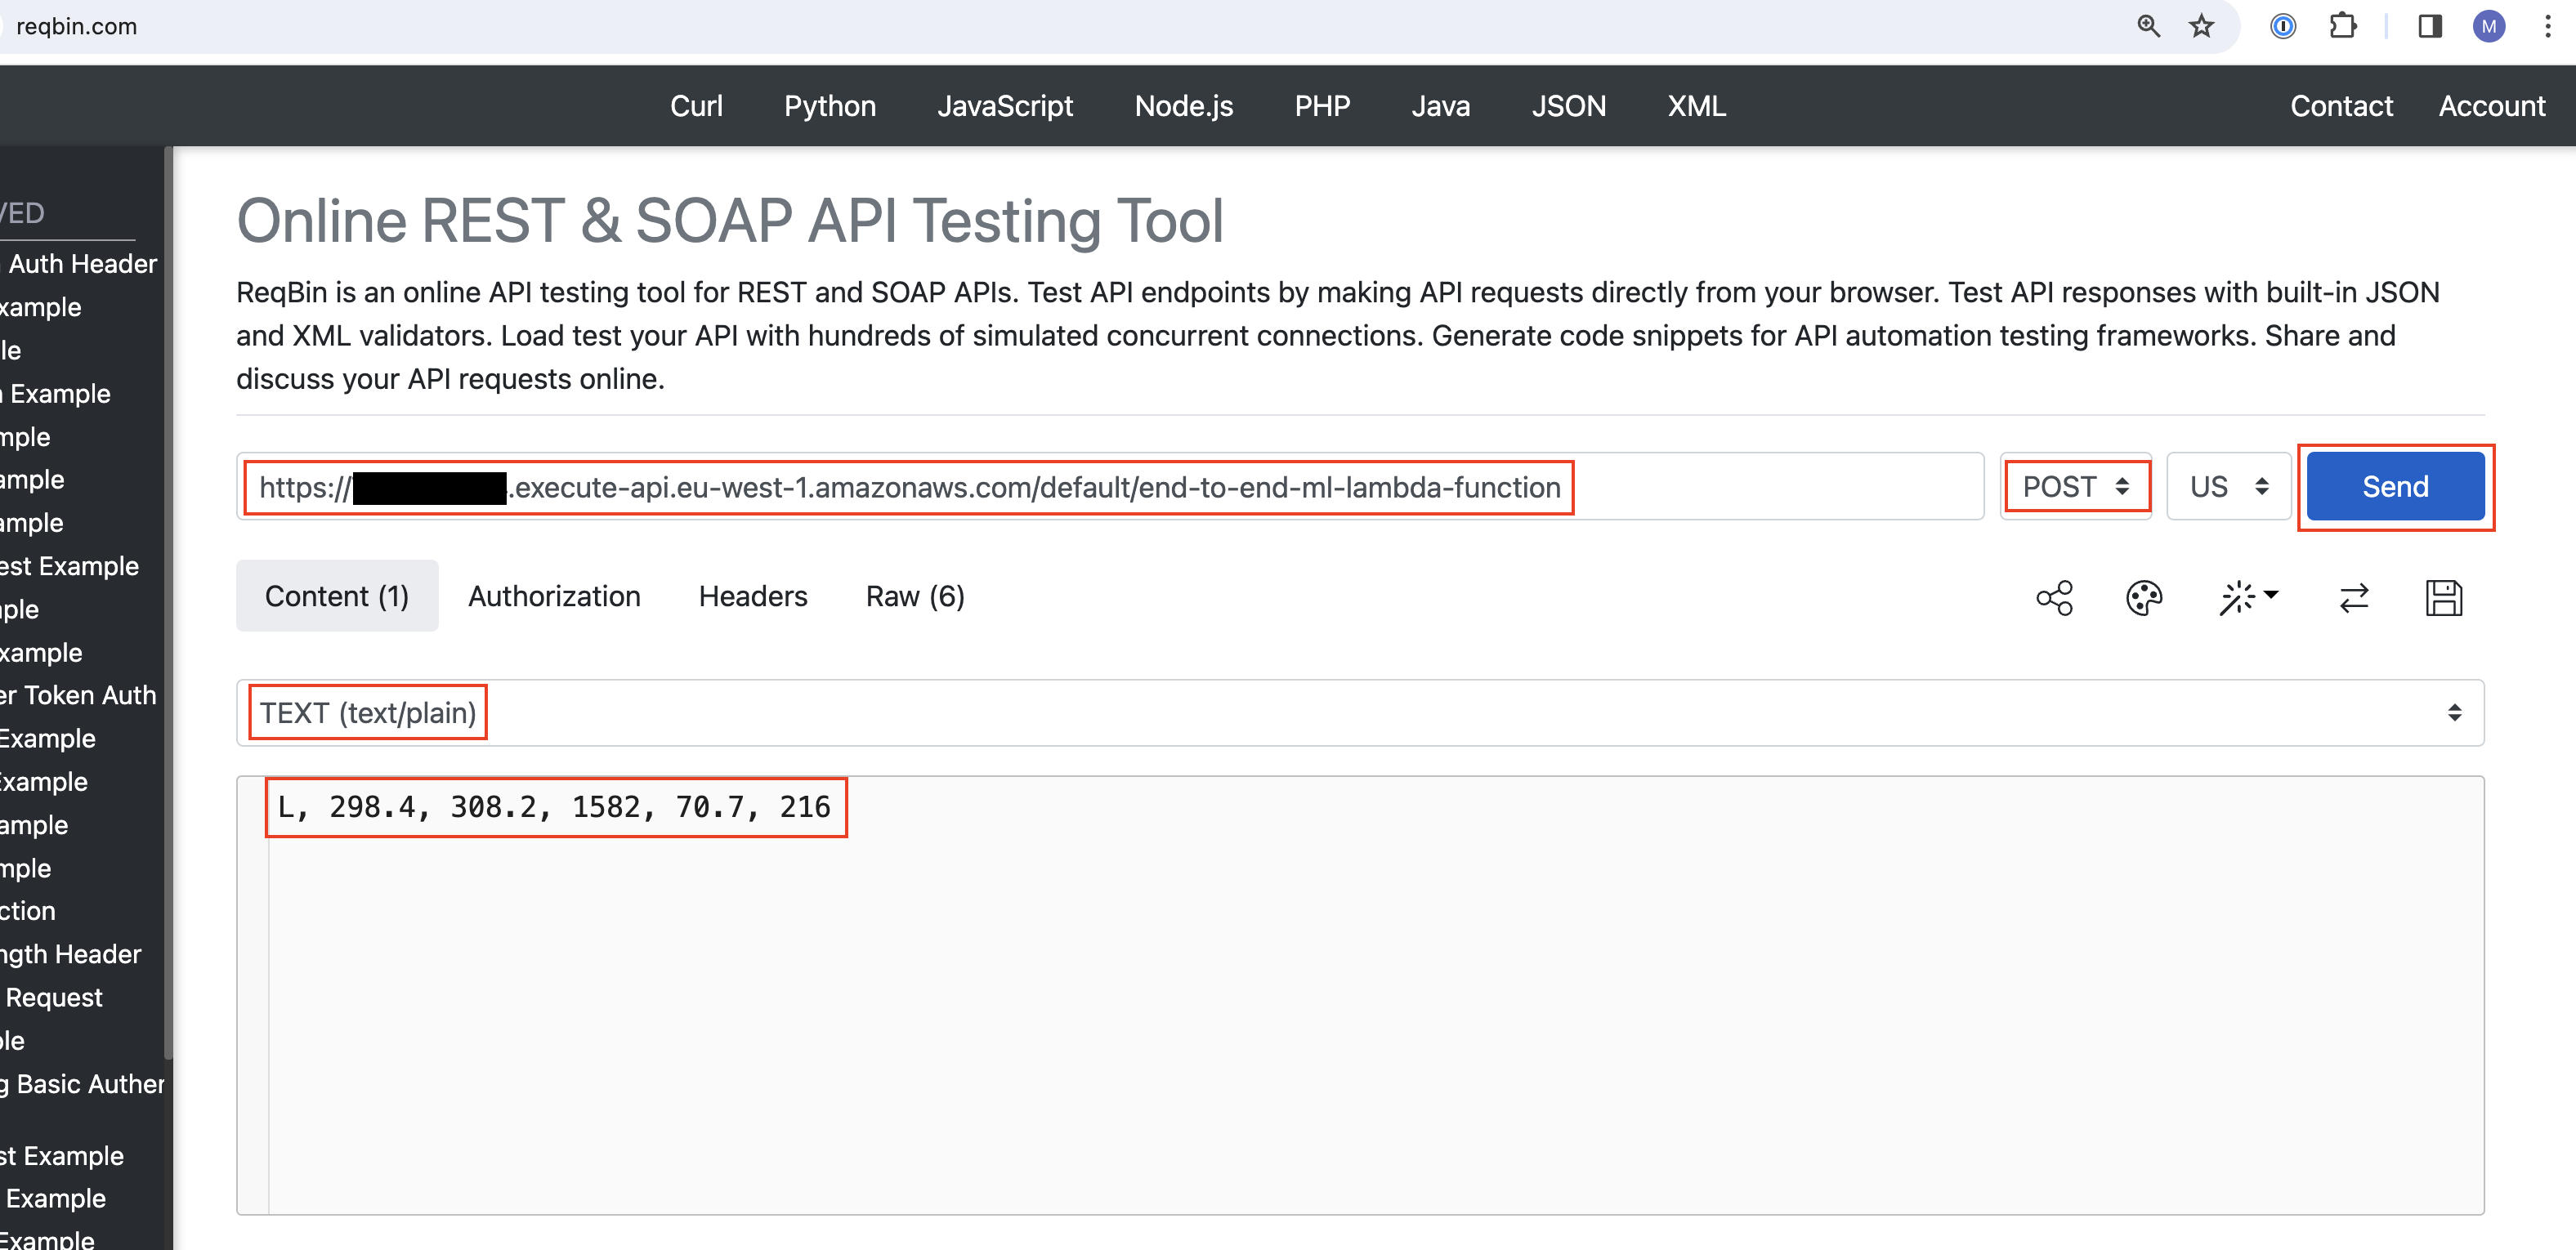 reqbin.com
M
Curl Python JavaScript Node.js PHP Java JSON XML Contact Account
VED
Auth Header
xample
le
Example
mple
ample
ample
est Example
ple
xample
er Token Auth
Example
Example
ample
mple
ction
ngth Header
Request
ole
g Basic Auther
st Example
Example
Example
Online REST & SOAP API Testing Tool
ReqBin is an online API testing tool for REST and SOAP APIs. Test API endpoints by making API requests directly from your browser. Test API responses with built-in JSON
and XML validators. Load test your API with hundreds of simulated concurrent connections. Generate code snippets for API automation testing frameworks. Share and
discuss your API requests online.
https:// .execute-api.eu-west-1.amazonaws.com/default/end-to-end-ml-lambda-function POST US Send
Content (1) Authorization Headers Raw (6)
TEXT (text/plain)
L, 298.4, 308.2, 1582, 70.7, 216